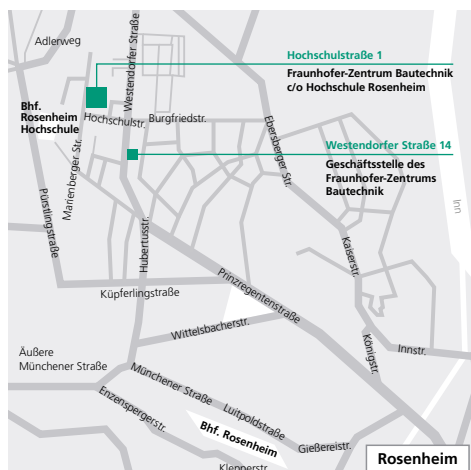 Adlerweg
Westendorfer Straße
Hochschulstraße 1
Fraunhofer-Zentrum Bautechnik
c/o Hochschule Rosenheim
Bhf.
Rosenheim
Hochschule
Hochschulstr.
Burgfriedstr.
Ebersberger Str.
Westendorfer Straße 14
Geschäftsstelle des
Fraunhofer-Zentrums
Bautechnik
Marienberger Str.
Pürstlingstraße
Inn
Hubertusstr.
Kaiserstr.
Prinzregentenstraße
Küpferlingstraße
Wittelsbacherstr.
Königstr.
Innstr.
Äußere
Münchener Straße
Münchener Straße
Enzenspergerstr.
Luitpoldstraße
Bhf. Rosenheim
Gießereistr.
Klepperstr.
Rosenheim